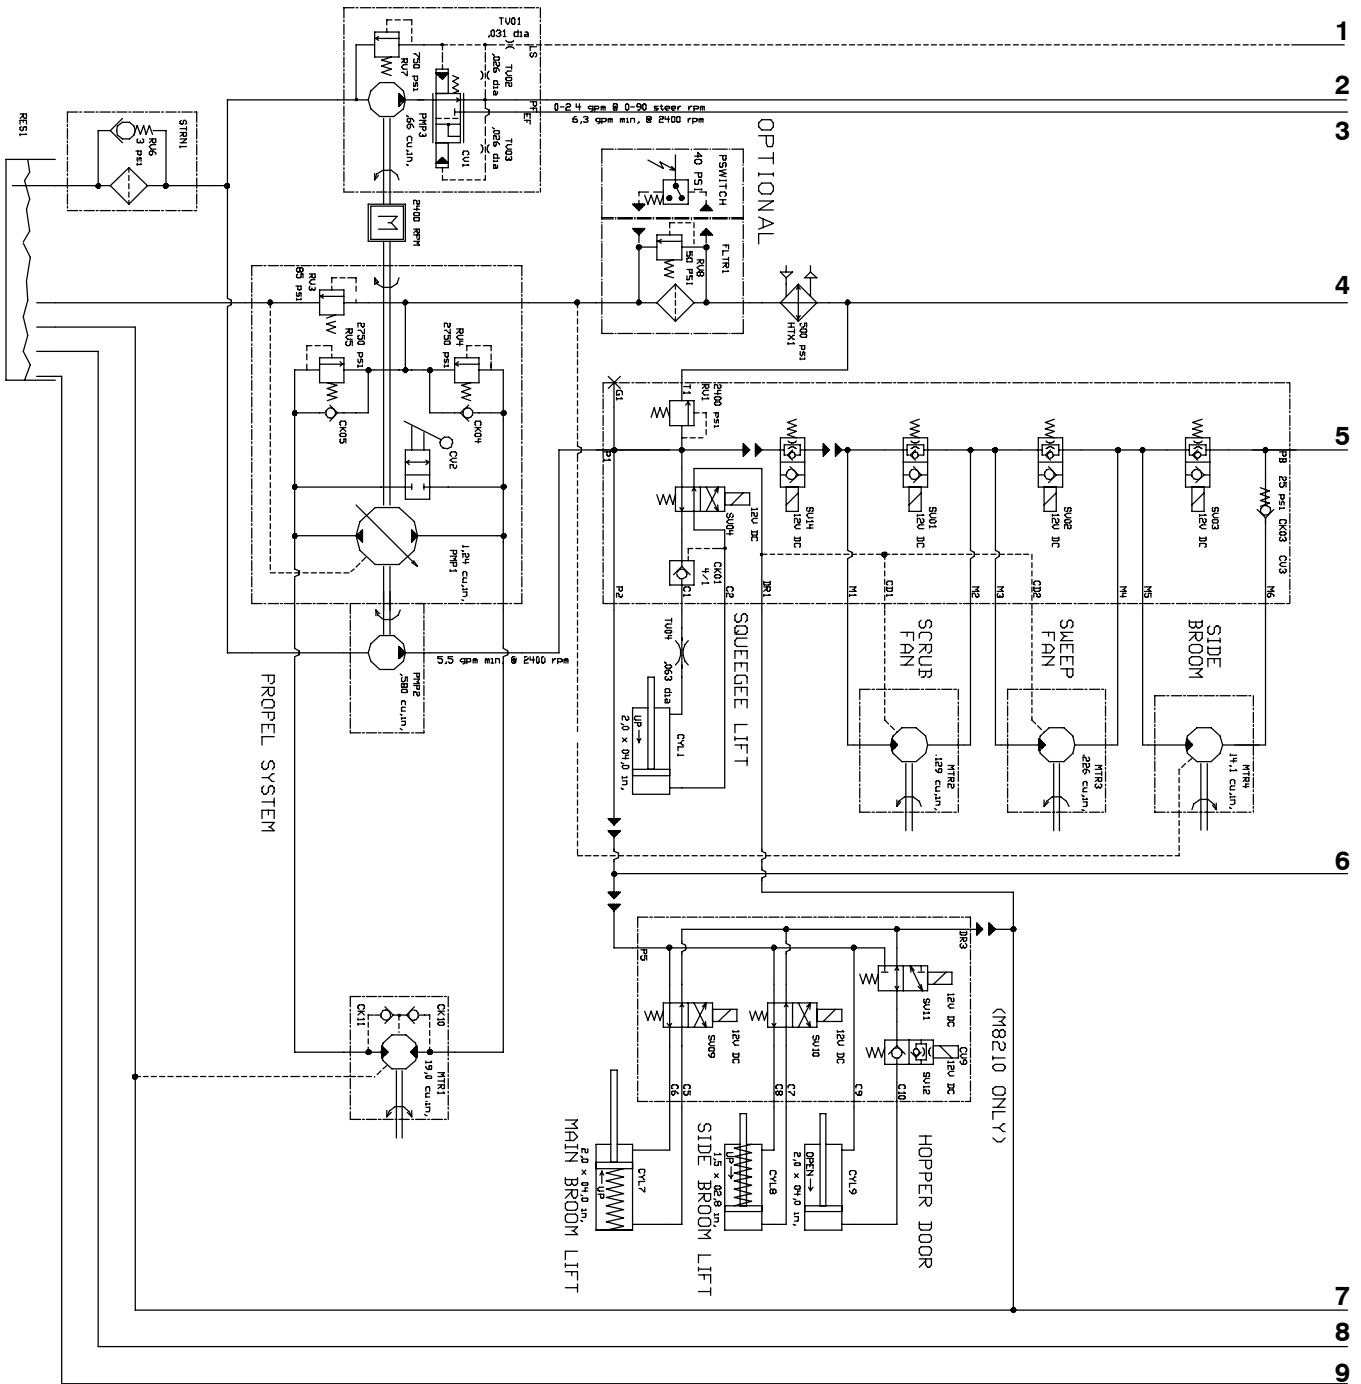 1
2
3
4
5
6
7
8
9
RES1
STRN1
RV6
3 PSI
TV01
.031 dia
LS
750 PSI
RV7
TV02
.026 dia
PMP3
.66 cu.in.
CV1
TV03
.026 dia
PF
EF
0-2.4 gpm @ 0-90 steer rpm
6.3 gpm min. @ 2400 rpm
2400 RPM
M
OPTIONAL
PSWITCH
40 PSI
FLTR1
RV8
50 PSI
500 PSI
HTX1
RV3
85 PSI
2750 PSI
RV5
RV4
2750 PSI
CK05
CK04
CV2
1.24 cu.in.
PMP1
PMP2
.580 cu.in.
5.5 gpm min. @ 2400 rpm
PROPEL SYSTEM
G1
T1
RV1
2400 PSI
P1
SV04
12V DC
SV14
12V DC
SV01
12V DC
SV02
12V DC
SV03
12V DC
PB
25 PSI
CK03
CV3
CK01
4/1
P2
C1
C2
DR1
M1
CD1
M2
M3
CD2
M4
M5
M6
TV04
.063 dia
SQUEEGEE LIFT
SCRUB
FAN
SWEEP
FAN
SIDE
BROOM
CYL1
UP
2.0 x 04.0 in.
MTR2
.129 cu.in.
MTR3
.226 cu.in.
MTR4
14.1 cu.in.
P5
DR3
SV11
12V DC
SV09
12V DC
SV10
12V DC
CV9
12V DC
SV12
C6
C5
C8
C7
C9
C10
(M8210 ONLY)
CK11
CK10
MTR1
19.0 cu.in.
MAIN BROOM LIFT
2.0 x 04.0 in.
UP
CYL7
SIDE BROOM LIFT
1.5 x 02.8 in.
UP
CYL8
OPEN
2.0 x 04.0 in.
CYL9
HOPPER DOOR